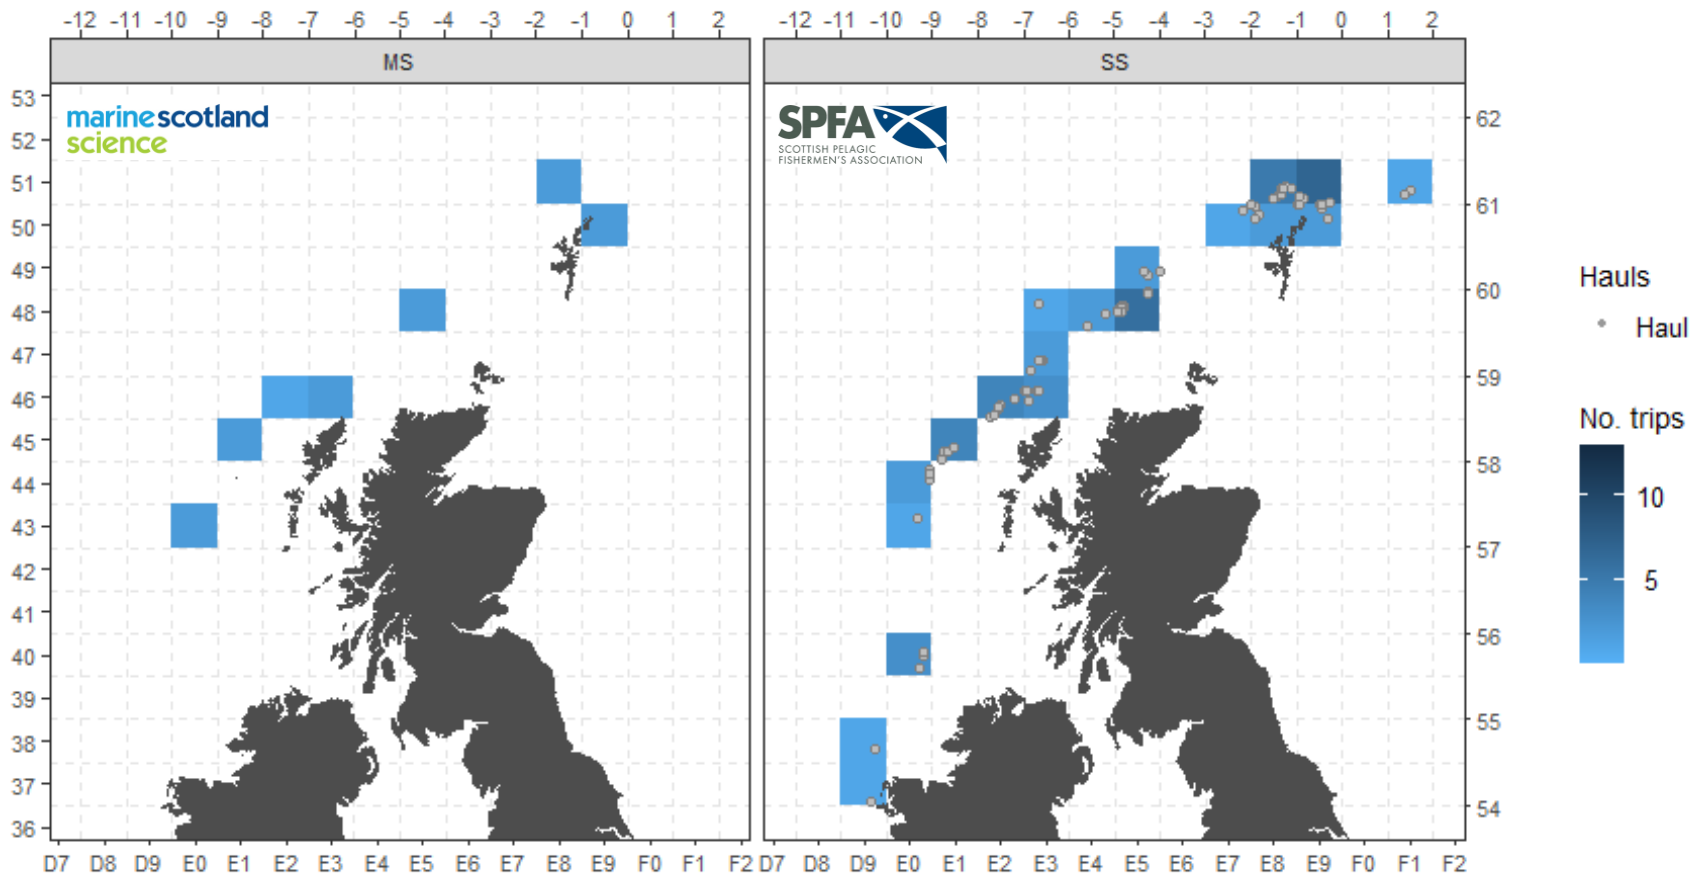 -12 -11 -10 -9 -8 -7 -6 -5 -4 -3 -2 -1 0 1 2
-12 -11 -10 -9 -8 -7 -6 -5 -4 -3 -2 -1 0 1 2
MS
SS
53
52
51
50
49
48
47
46
45
44
43
42
41
40
39
38
37
36
marinescotland
science
SPFA
SCOTTISH PELAGIC
FISHERMEN'S ASSOCIATION
62
61
60
59
58
57
56
55
54
D7 D8 D9 E0 E1 E2 E3 E4 E5 E6 E7 E8 E9 F0 F1 F2
D7 D8 D9 E0 E1 E2 E3 E4 E5 E6 E7 E8 E9 F0 F1 F2
Hauls
Haul
No. trips
10
5